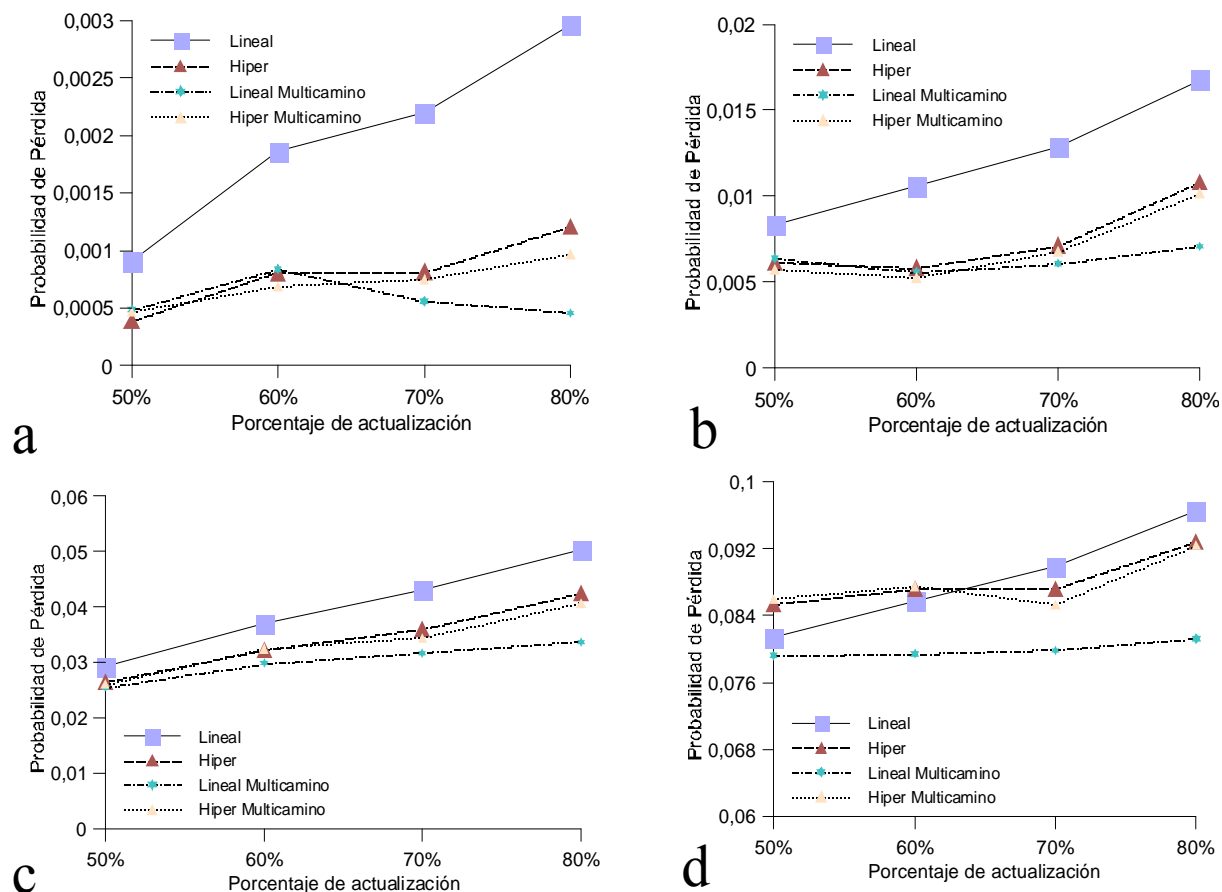 0,003
0,0025
0,002
0,0015
0,001
0,0005
0
Probabilidad de Pérdida
Lineal
Hiper
Lineal Multicamino
Hiper Multicamino
50%
60%
70%
80%
Porcentaje de actualización
a
0,02
0,015
0,01
0,005
0
Probabilidad de Pérdida
Lineal
Hiper
Lineal Multicamino
Hiper Multicamino
50%
60%
70%
80%
Porcentaje de actualización
b
0,06
0,05
0,04
0,03
0,02
0,01
0
Probabilidad de Pérdida
Lineal
Hiper
Lineal Multicamino
Hiper Multicamino
50%
60%
70%
80%
Porcentaje de actualización
c
0,1
0,092
0,084
0,076
0,068
0,06
Probabilidad de Pérdida
Lineal
Hiper
Lineal Multicamino
Hiper Multicamino
50%
60%
70%
80%
Porcentaje de actualización
d